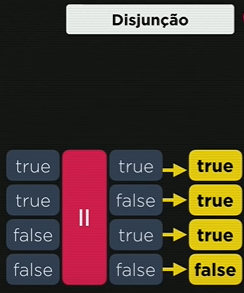 Disjunção
true || true true
true false true
false true true
false false false